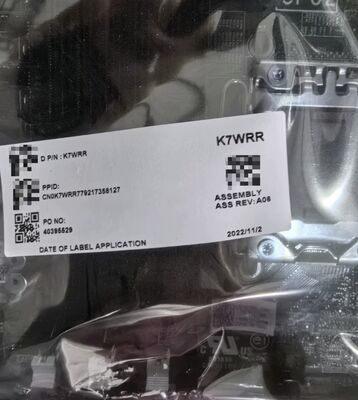 K7WRR
D P/N : K7WRR
PPID:
CN0K7WRR779217358127
ASSEMBLY
ASS REV: A06
PO NO:
40395529
2022/11/2
DATE OF LABEL APPLICATION